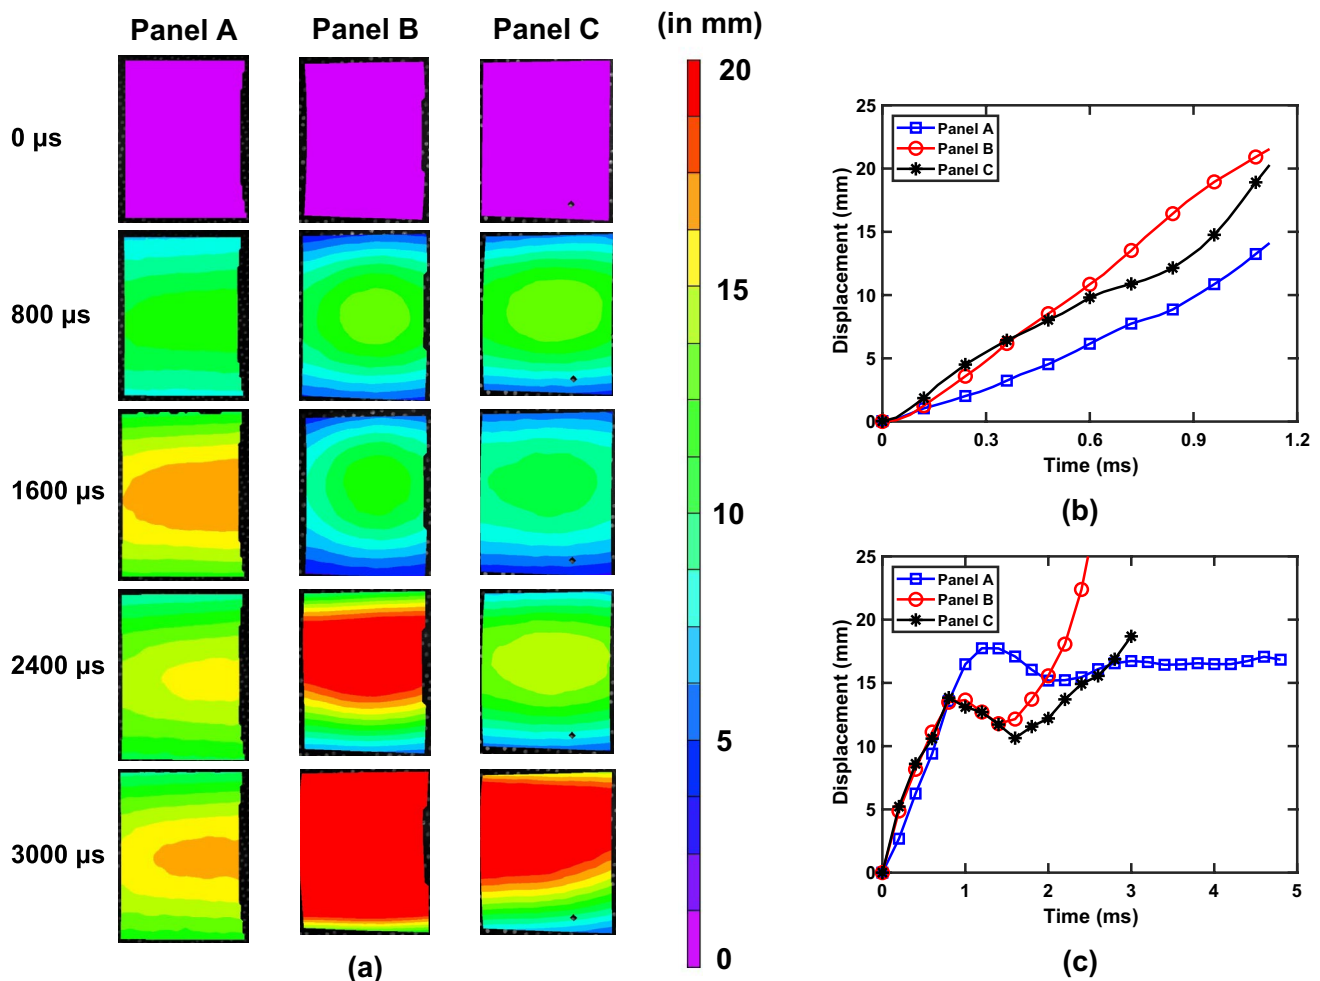 Panel A Panel B Panel C (in mm)
0 µs
800 µs
1600 µs
2400 µs
3000 µs
20
15
10
5
0
(a)
25
20
15
10
5
0
Displacement (mm)
Panel A
Panel B
Panel C
0 0.3 0.6 0.9 1.2
Time (ms)
(b)
25
20
15
10
5
0
Displacement (mm)
Panel A
Panel B
Panel C
0 1 2 3 4 5
Time (ms)
(c)